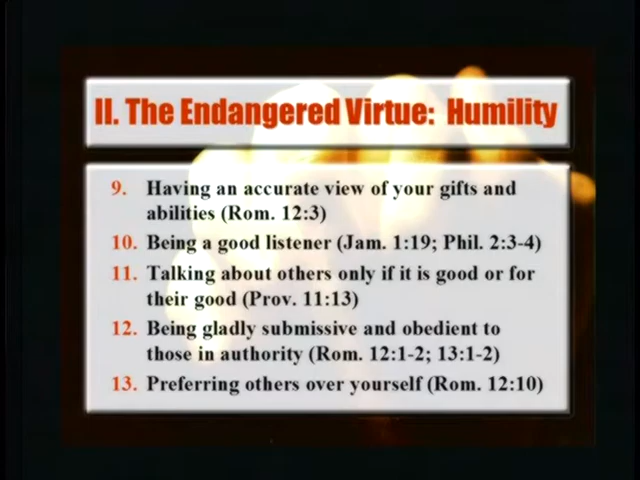 II. The Endangered Virtue: Humility
9. Having an accurate view of your gifts and
abilities (Rom. 12:3)
10. Being a good listener (Jam. 1:19; Phil. 2:3-4)
11. Talking about others only if it is good or for
their good (Prov. 11:13)
12. Being gladly submissive and obedient to
those in authority (Rom. 12:1-2; 13:1-2)
13. Preferring others over yourself (Rom. 12:10)